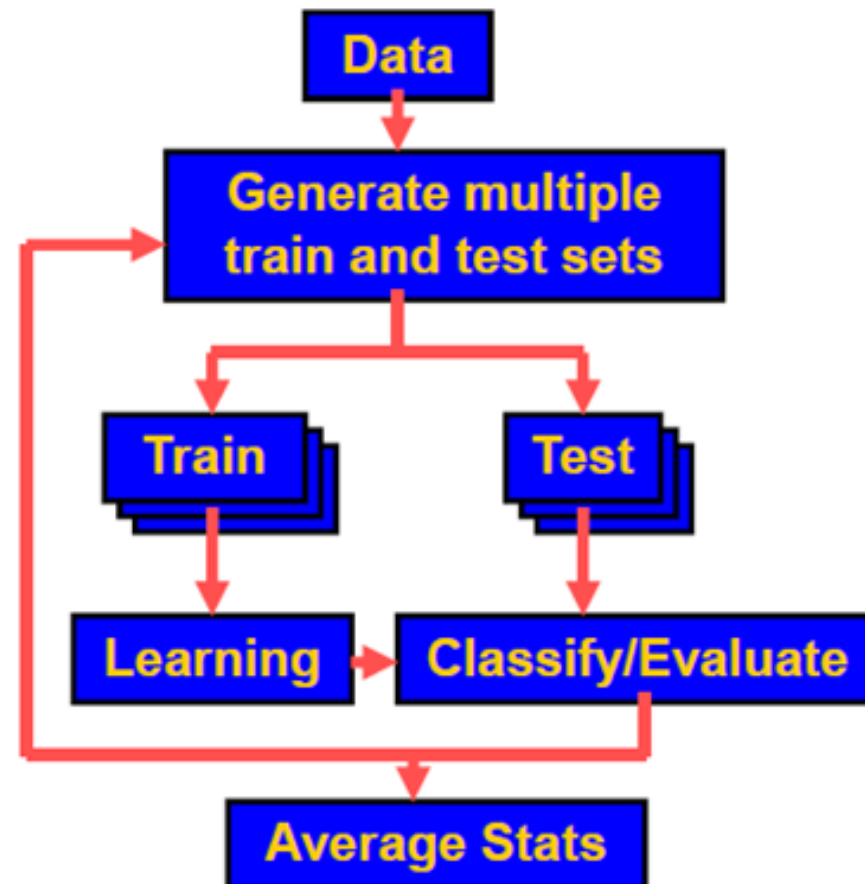 Data
Generate multiple
train and test sets
Train
Test
Learning
Classify/Evaluate
Average Stats